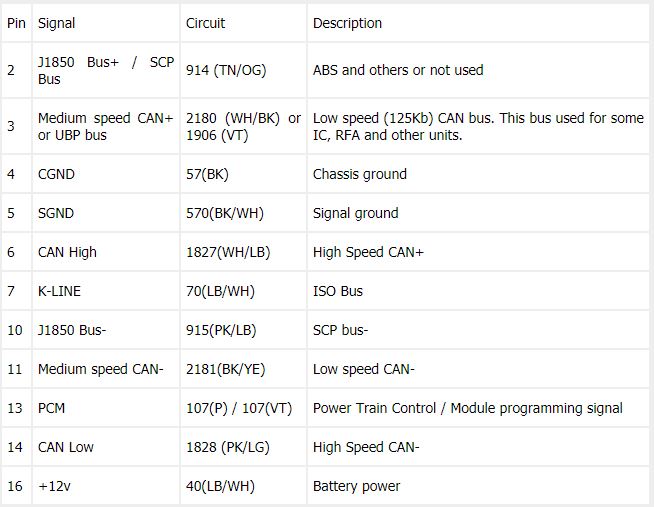 Pin Signal Circuit Description
2 J1850 Bus+ / SCP Bus 914 (TN/OG) ABS and others or not used
3 Medium speed CAN+ or UBP bus 2180 (WH/BK) or 1906 (VT) Low speed (125Kb) CAN bus. This bus used for some IC, RFA and other units.
4 CGND 57(BK) Chassis ground
5 SGND 570(BK/WH) Signal ground
6 CAN High 1827(WH/LB) High Speed CAN+
7 K-LINE 70(LB/WH) ISO Bus
10 J1850 Bus- 915(PK/LB) SCP bus-
11 Medium speed CAN- 2181(BK/YE) Low speed CAN-
13 PCM 107(P) / 107(VT) Power Train Control / Module programming signal
14 CAN Low 1828 (PK/LG) High Speed CAN-
16 +12v 40(LB/WH) Battery power